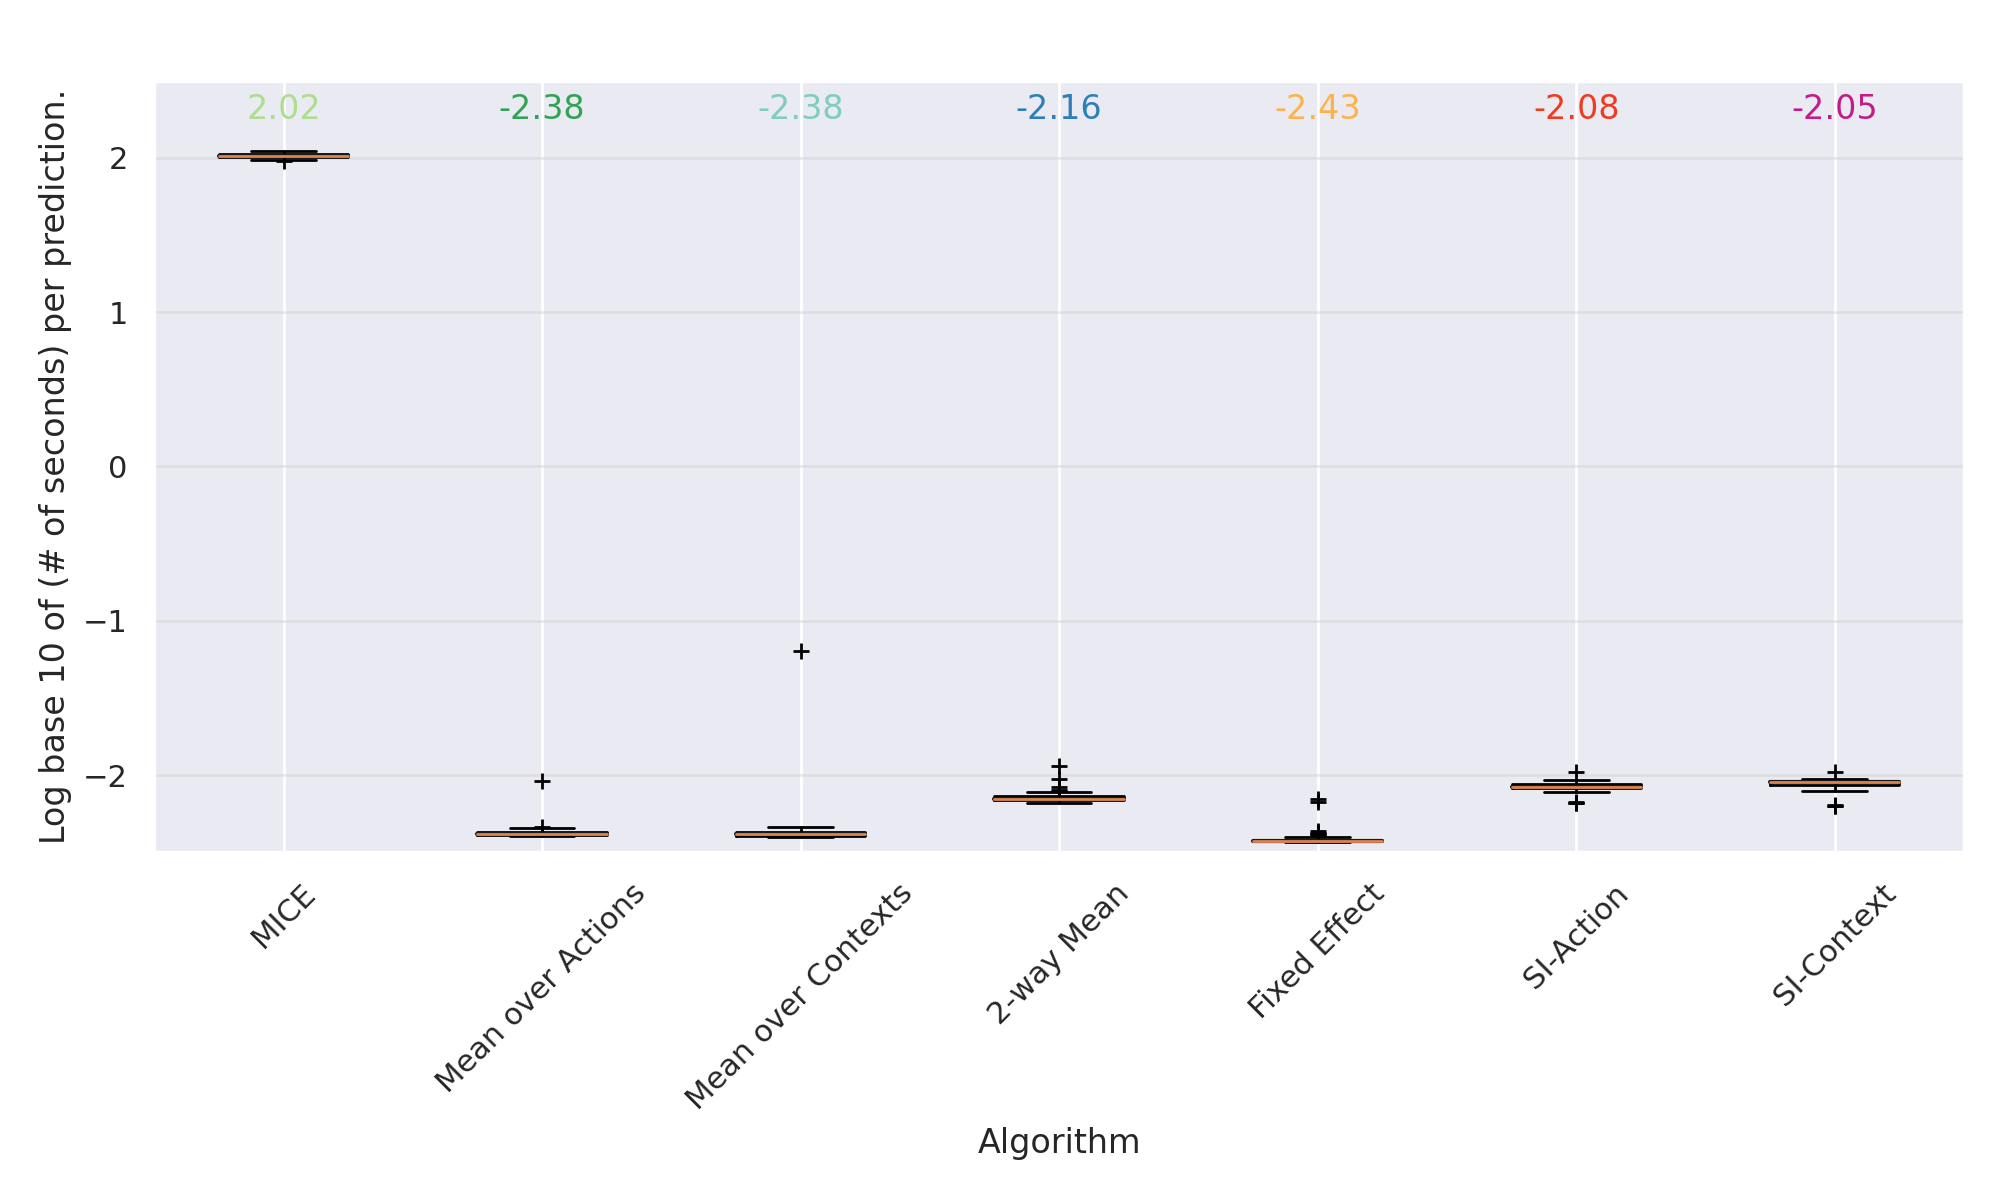 2.02 -2.38 -2.38 -2.16 -2.43 -2.08 -2.05
Log base 10 of (# of seconds) per prediction.
2
1
0
−1
−2
MICE
Mean over Actions
Mean over Contexts
2-way Mean
Fixed Effect
SI-Action
SI-Context
Algorithm